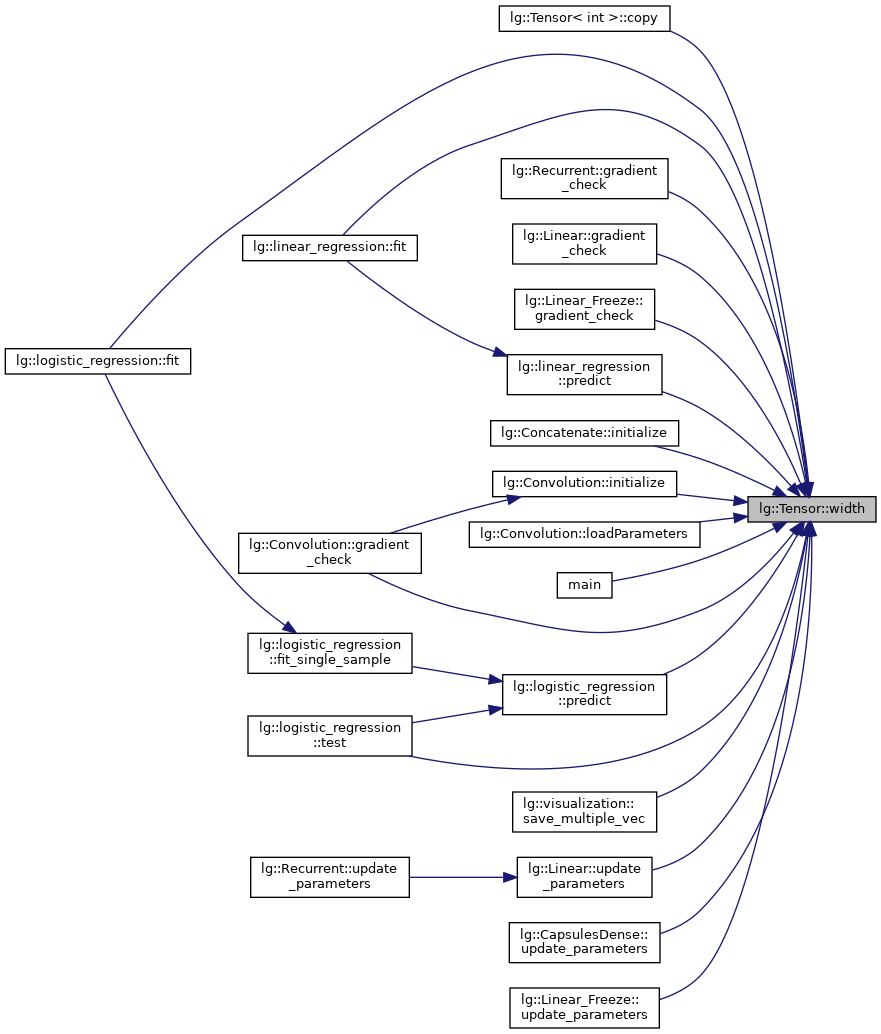 lg::Tensor< int >::copy
lg::Recurrent::gradient
_check
lg::Linear::gradient
_check
lg::linear_regression::fit
lg::Linear_Freeze::
gradient_check
lg::logistic_regression::fit
lg::linear_regression
::predict
lg::Concatenate::initialize
lg::Convolution::initialize
lg::Tensor::width
lg::Convolution::loadParameters
lg::Convolution::gradient
_check
main
lg::logistic_regression
::fit_single_sample
lg::logistic_regression
::predict
lg::logistic_regression
::test
lg::visualization::
save_multiple_vec
lg::Recurrent::update
_parameters
lg::Linear::update
_parameters
lg::CapsulesDense::
update_parameters
lg::Linear_Freeze::
update_parameters